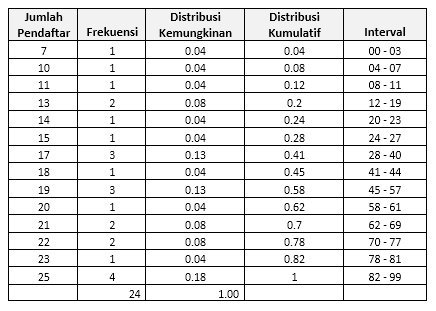 Jumlah Pendaftar Frekuensi Distribusi Kemungkinan Distribusi Kumulatif Interval
7 1 0.04 0.04 00 - 03
10 1 0.04 0.08 04 - 07
11 1 0.04 0.12 08 - 11
13 2 0.08 0.2 12 - 19
14 1 0.04 0.24 20 - 23
15 1 0.04 0.28 24 - 27
17 3 0.13 0.41 28 - 40
18 1 0.04 0.45 41 - 44
19 3 0.13 0.58 45 - 57
20 1 0.04 0.62 58 - 61
21 2 0.08 0.7 62 - 69
22 2 0.08 0.78 70 - 77
23 1 0.04 0.82 78 - 81
25 4 0.18 1 82 - 99
24 1.00